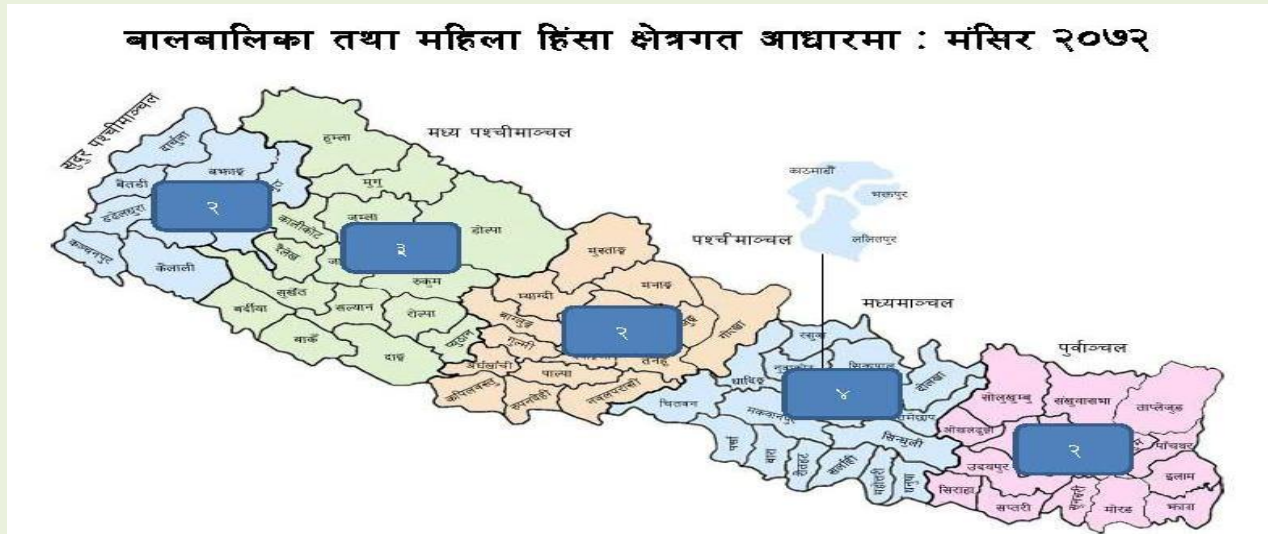 बालबालिका तथा महिला हिंसा क्षेत्रगत आधारमा : मंसिर २०७२
सुदुर पश्चीमाञ्चल
मध्य पश्चीमाञ्चल
पश्चीमाञ्चल
मध्यमाञ्चल
पुर्वाञ्चल
दार्चुला
बैतडी
बझाङ्ग
डडेलधुरा
२
कञ्चनपुर
कैलाली
हुम्ला
मुगु
जुम्ला
डोल्पा
कालीकोट
३
दैलेख
रुकुम
सुर्खेत
सल्यान
रोल्पा
बर्दीया
बाँके
दाङ्ग
प्युठान
मुस्ताङ्ग
मनाङ्ग
म्याग्दी
बाग्लुङ्ग
२
गोरखा
गुल्मी
अर्घाखाँची
पाल्पा
तनहूँ
कपिलवस्तु
रुपन्देही
नवलपरासी
काठमाडौँ
भक्तपुर
ललितपुर
रसुवा
धादिङ्ग
दोलखा
४
चितवन
मकवानपुर
सिन्धुली
पर्सा
बारा
रौतहट
सर्लाही
महोत्तरी
धनुषा
सोलुखुम्बु
संखुवासभा
ताप्लेजुङ
ओखलढुङ्गा
२
पाँचथर
उदयपुर
इलाम
सिराहा
सप्तरी
सुनसरी
मोरङ
झापा